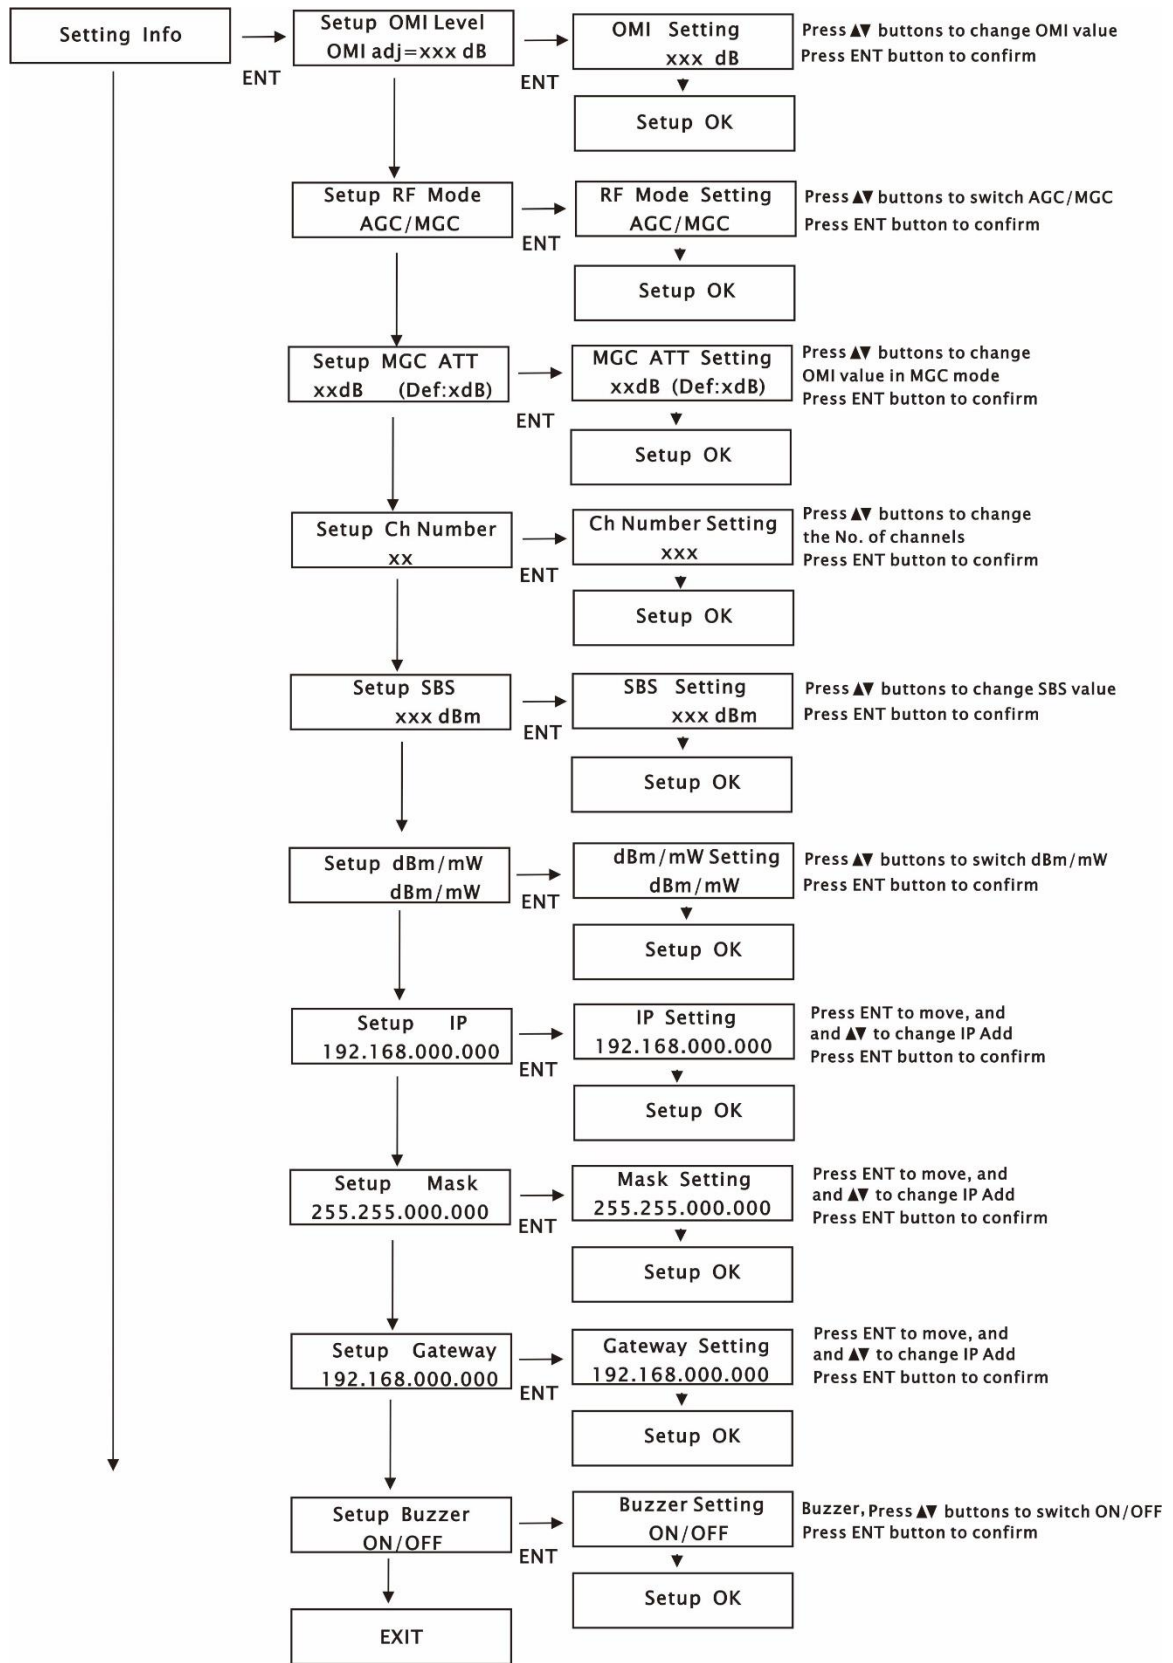 Setting Info
ENT
Setup OMI Level
OMI adj=xxx dB
ENT
OMI Setting
xxx dB
Press ▲▼ buttons to change OMI value
Press ENT button to confirm
Setup OK
Setup RF Mode
AGC/MGC
ENT
RF Mode Setting
AGC/MGC
Press ▲▼ buttons to switch AGC/MGC
Press ENT button to confirm
Setup OK
Setup MGC ATT
xxdB (Def:xdB)
ENT
MGC ATT Setting
xxdB (Def:xdB)
Press ▲▼ buttons to change
OMI value in MGC mode
Press ENT button to confirm
Setup OK
Setup Ch Number
xx
ENT
Ch Number Setting
xxx
Press ▲▼ buttons to change
the No. of channels
Press ENT button to confirm
Setup OK
Setup SBS
xxx dBm
ENT
SBS Setting
xxx dBm
Press ▲▼ buttons to change SBS value
Press ENT button to confirm
Setup OK
Setup dBm/mW
dBm/mW
ENT
dBm/mW Setting
dBm/mW
Press ▲▼ buttons to switch dBm/mW
Press ENT button to confirm
Setup OK
Setup IP
192.168.000.000
ENT
IP Setting
192.168.000.000
Press ENT to move, and
and ▲▼ to change IP Add
Press ENT button to confirm
Setup OK
Setup Mask
255.255.000.000
ENT
Mask Setting
255.255.000.000
Press ENT to move, and
and ▲▼ to change IP Add
Press ENT button to confirm
Setup OK
Setup Gateway
192.168.000.000
ENT
Gateway Setting
192.168.000.000
Press ENT to move, and
and ▲▼ to change IP Add
Press ENT button to confirm
Setup OK
Setup Buzzer
ON/OFF
ENT
Buzzer Setting
ON/OFF
Buzzer, Press ▲▼ buttons to switch ON/OFF
Press ENT button to confirm
Setup OK
EXIT